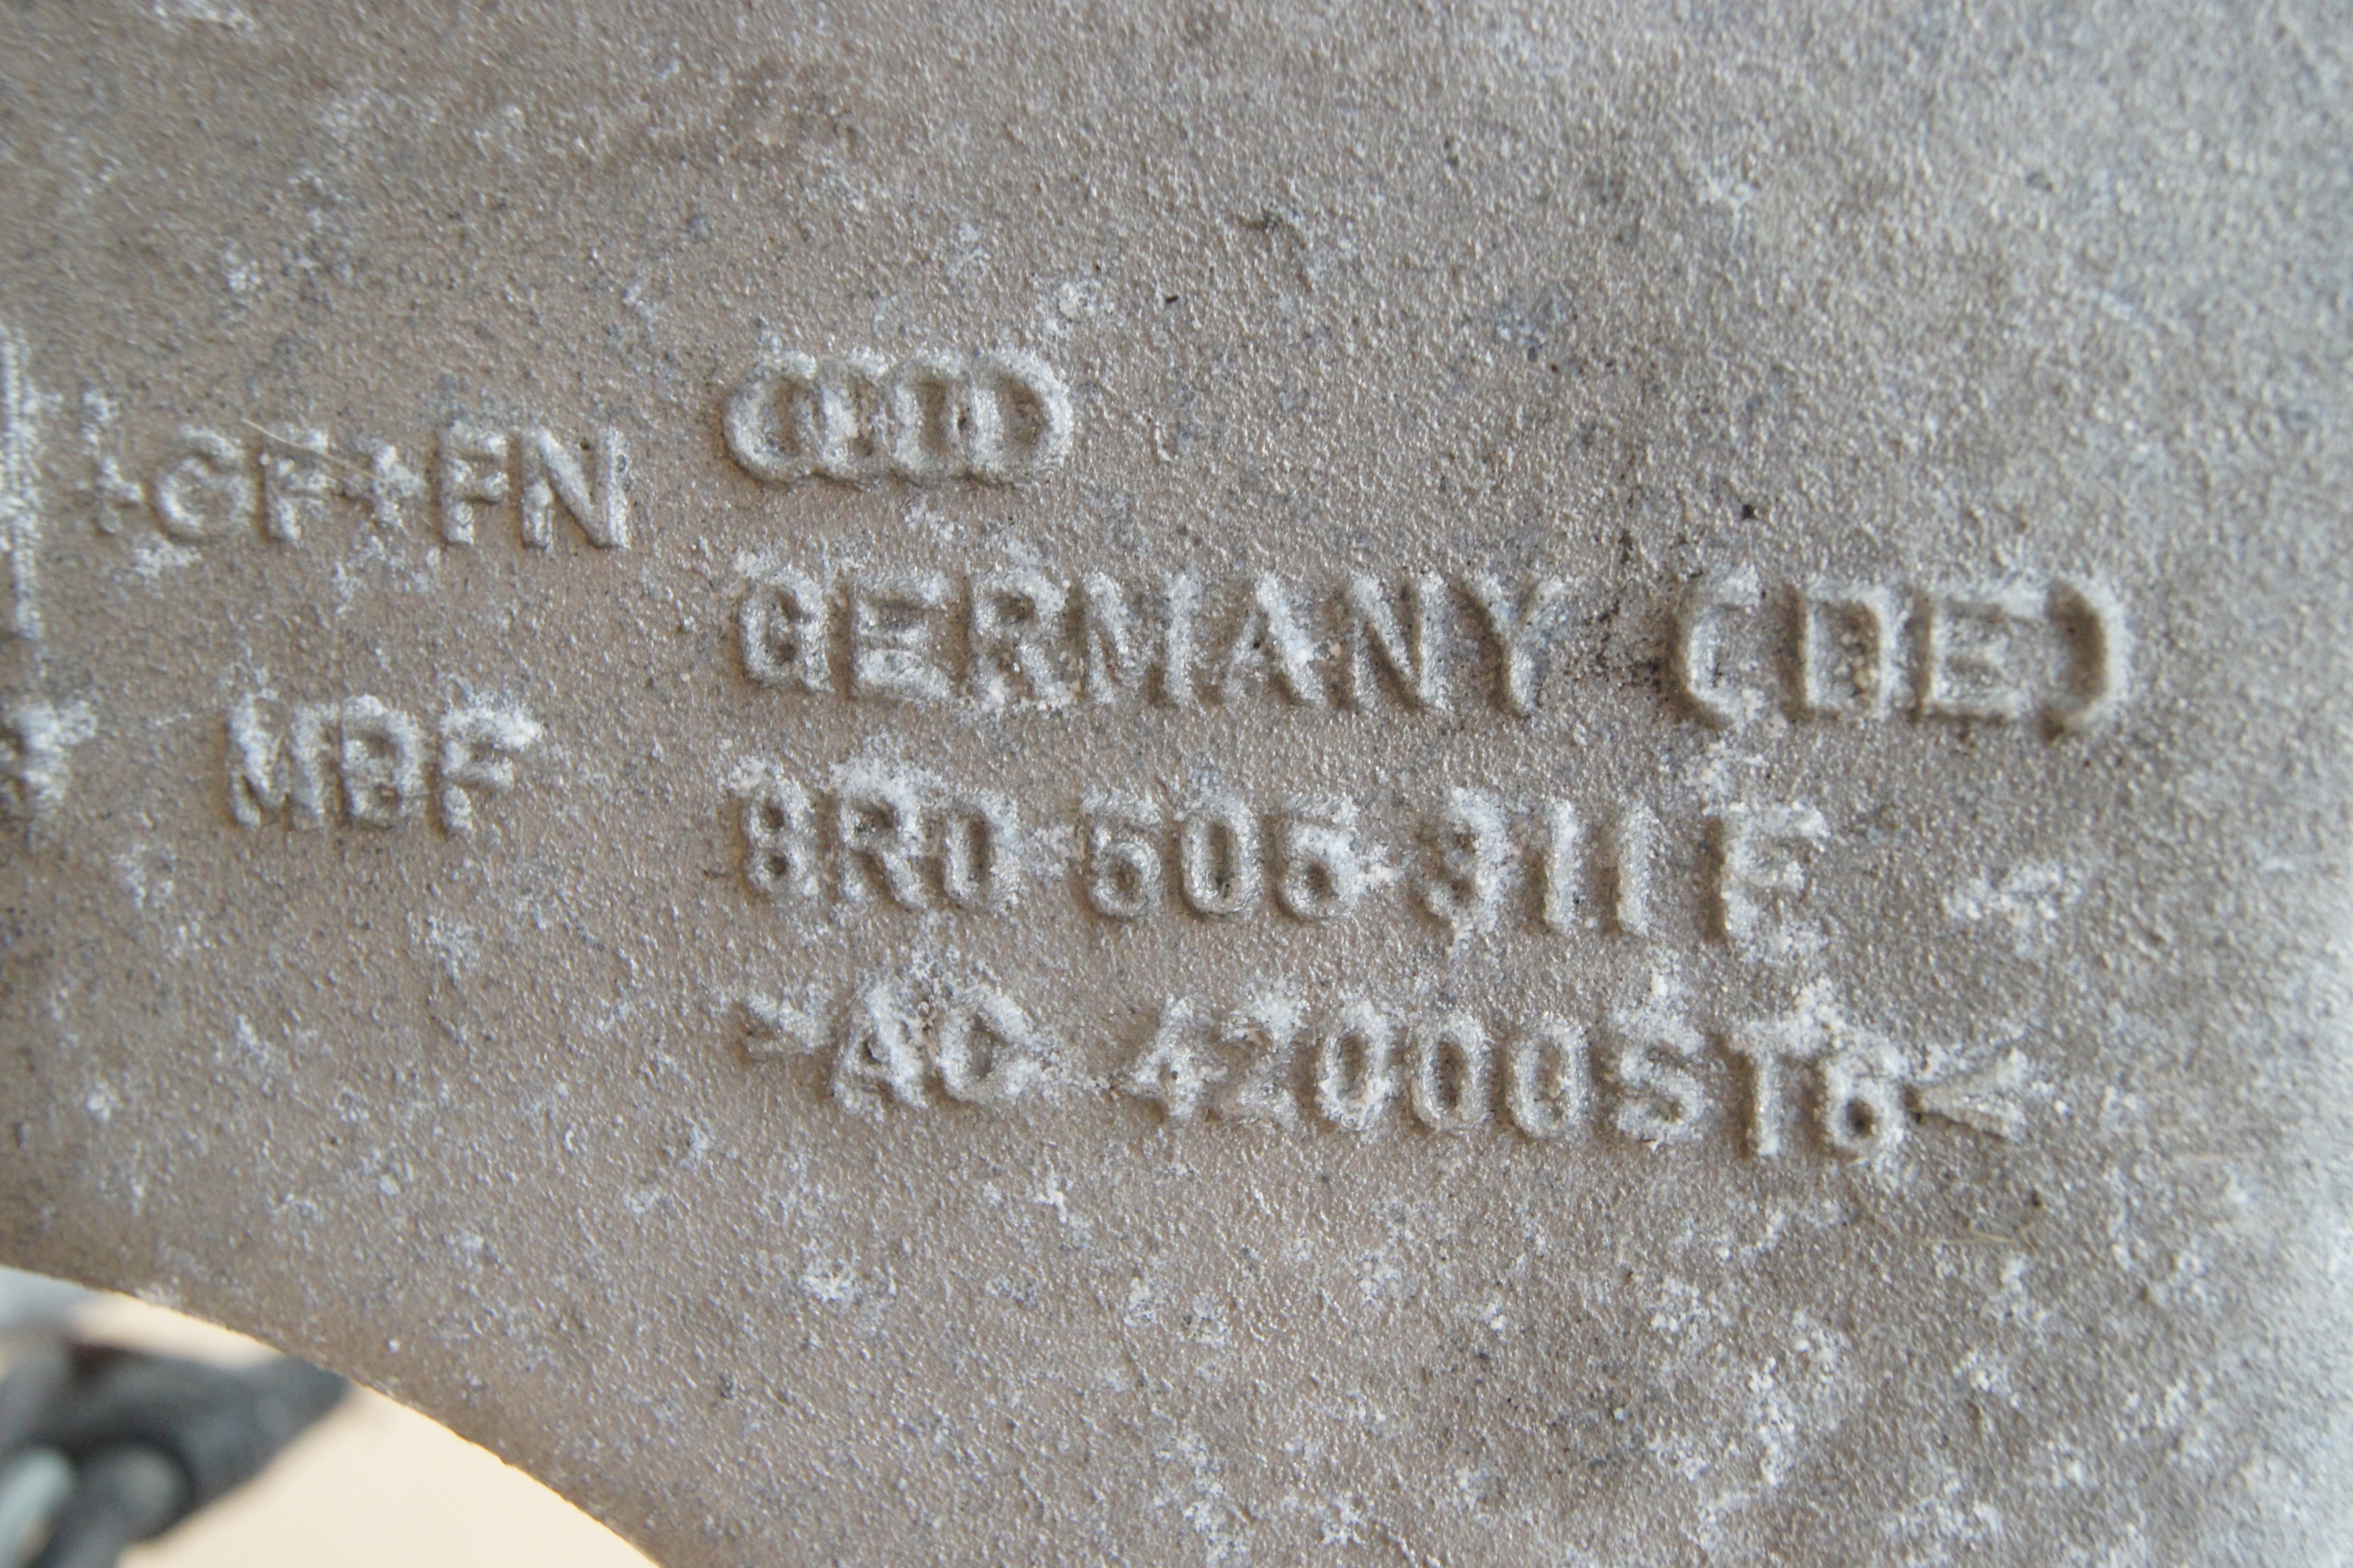 +GF+FN
GERMANY (DE)
MBF
8R0 505 311 F
>AC-42000ST6<